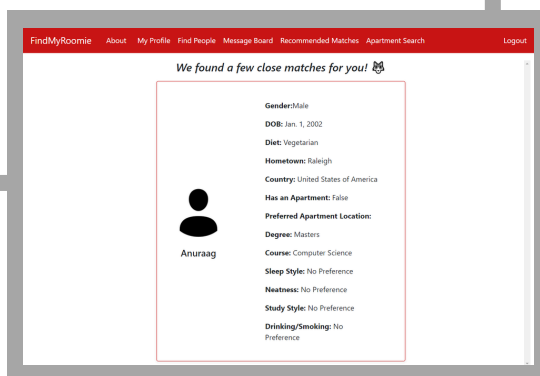 FindMyRoomie About My Profile Find People Message Board Recommended Matches Apartment Search Logout
We found a few close matches for you!
Gender:Male
DOB: Jan. 1, 2002
Diet: Vegetarian
Hometown: Raleigh
Country: United States of America
Has an Apartment: False
Preferred Apartment Location:
Degree: Masters
Anuraag
Course: Computer Science
Sleep Style: No Preference
Neatness: No Preference
Study Style: No Preference
Drinking/Smoking: No
Preference